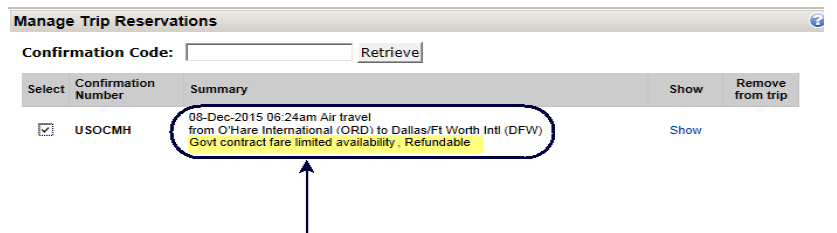 Manage Trip Reservations ?
Confirmation Code: Retrieve
Select Confirmation Number Summary Show Remove from trip
USOCMH
08-Dec-2015 06:24am Air travel
from O'Hare International (ORD) to Dallas/Ft Worth Intl (DFW)
Govt contract fare limited availability , Refundable
Show